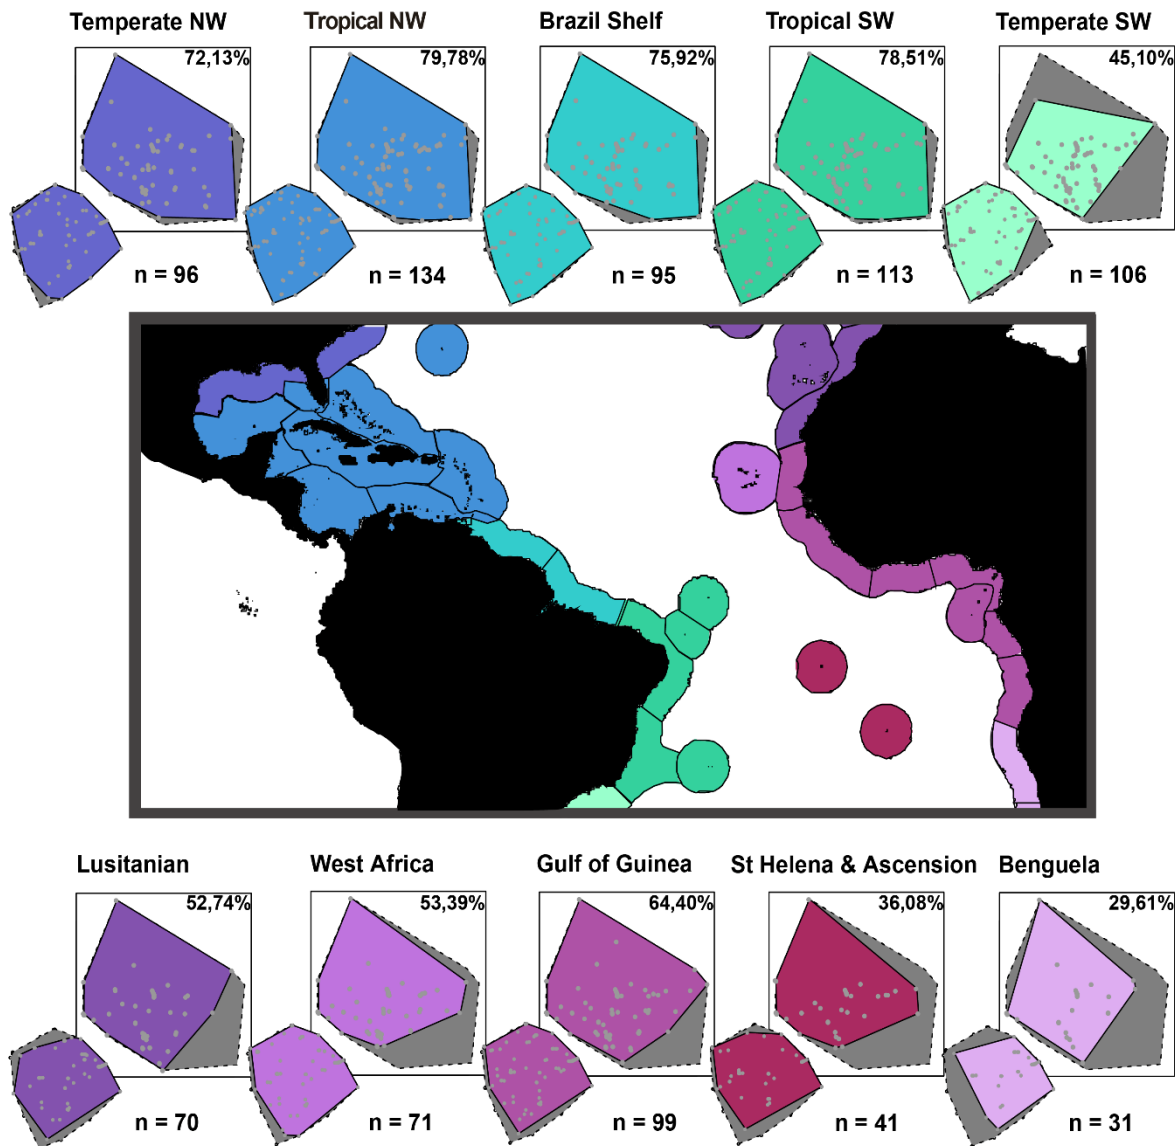 Temperate NW Tropical NW Brazil Shelf Tropical SW Temperate SW
72,13% 79,78% 75,92% 78,51% 45,10%
n = 96 n = 134 n = 95 n = 113 n = 106
Lusitanian West Africa Gulf of Guinea St Helena & Ascension Benguela
52,74% 53,39% 64,40% 36,08% 29,61%
n = 70 n = 71 n = 99 n = 41 n = 31